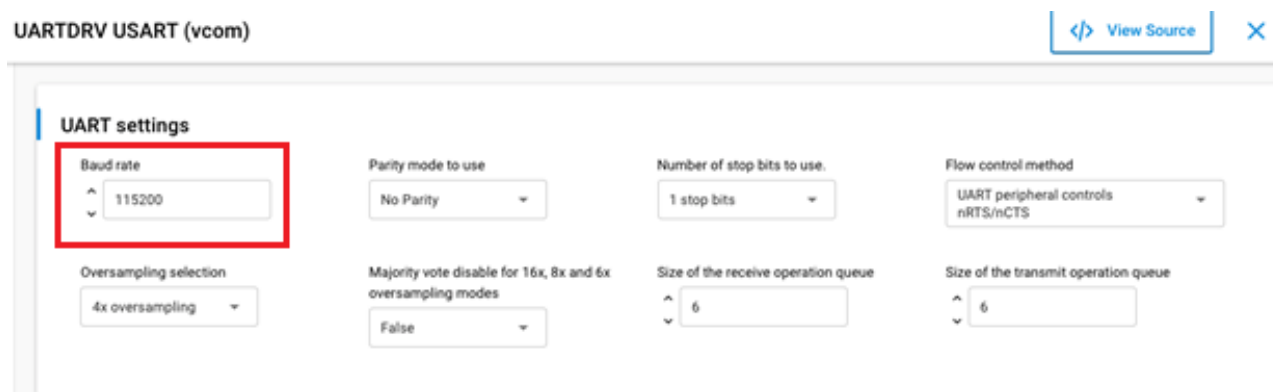 UARTDRV USART (vcom)
</> View Source
UART settings
Baud rate
115200
Parity mode to use
No Parity
Number of stop bits to use.
1 stop bits
Flow control method
UART peripheral controls
nRTS/nCTS
Oversampling selection
4x oversampling
Majority vote disable for 16x, 8x and 6x
oversampling modes
False
Size of the receive operation queue
6
Size of the transmit operation queue
6